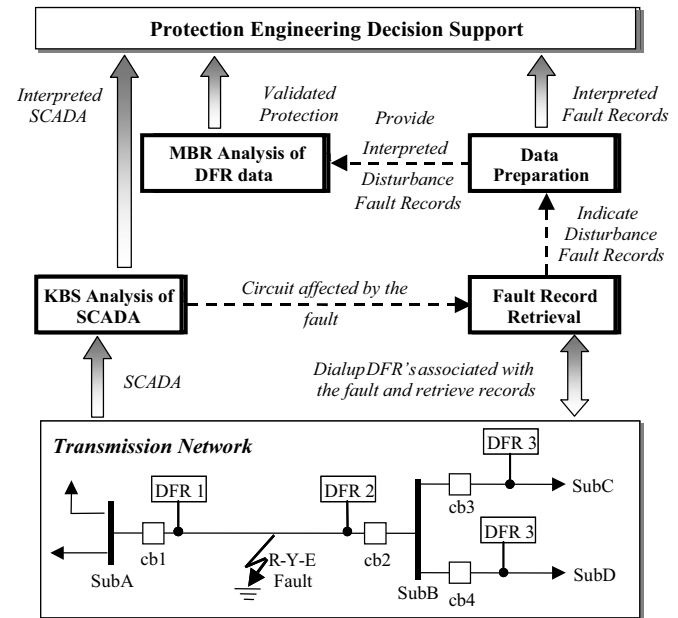 Protection Engineering Decision Support
Interpreted
SCADA
Validated
Protection
Provide
Interpreted
Disturbance
Fault Records
Interpreted
Fault Records
MBR Analysis of
DFR data
Data
Preparation
Indicate
Disturbance
Fault Records
KBS Analysis of
SCADA
Circuit affected by the
fault
Fault Record
Retrieval
SCADA
DialupDFR's associated with
the fault and retrieve records
Transmission Network
DFR 1
DFR 2
DFR 3
SubC
cb3
cb1
cb2
R-Y-E
Fault
SubA
DFR 3
SubD
SubB
cb4